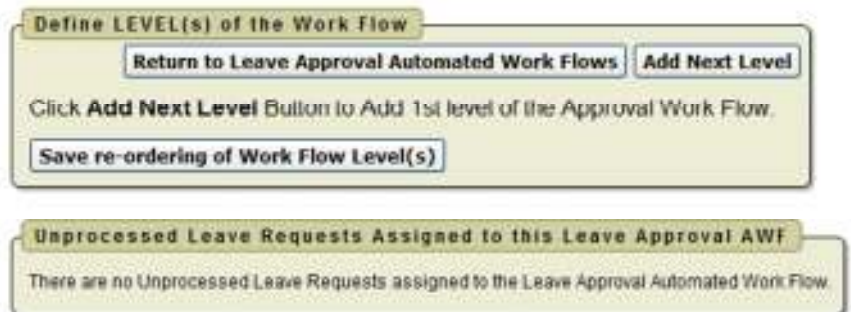 Define LEVEL(s) of the Work Flow
Return to Leave Approval Automated Work Flows Add Next Level
Click Add Next Level Button to Add 1st level of the Approval Work Flow.
Save re-ordering of Work Flow Level(s)
Unprocessed Leave Requests Assigned to this Leave Approval AWF
There are no Unprocessed Leave Requests assigned to the Leave Approval Automated Work Flow.